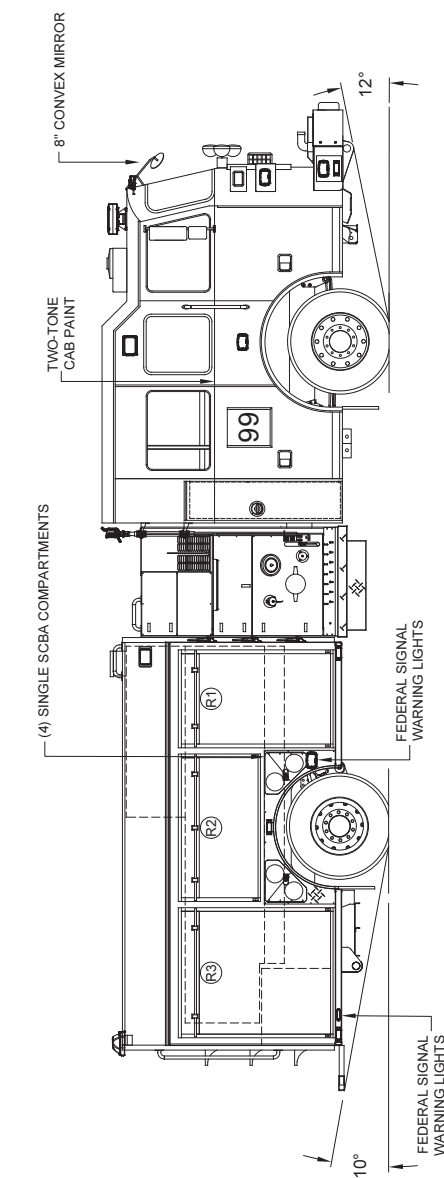 (4) SINGLE SCBA COMPARTMENTS
TWO-TONE
CAB PAINT
8" CONVEX MIRROR
R3
R2
R1
99
10°
12°
FEDERAL SIGNAL
WARNING LIGHTS
FEDERAL SIGNAL
WARNING LIGHTS